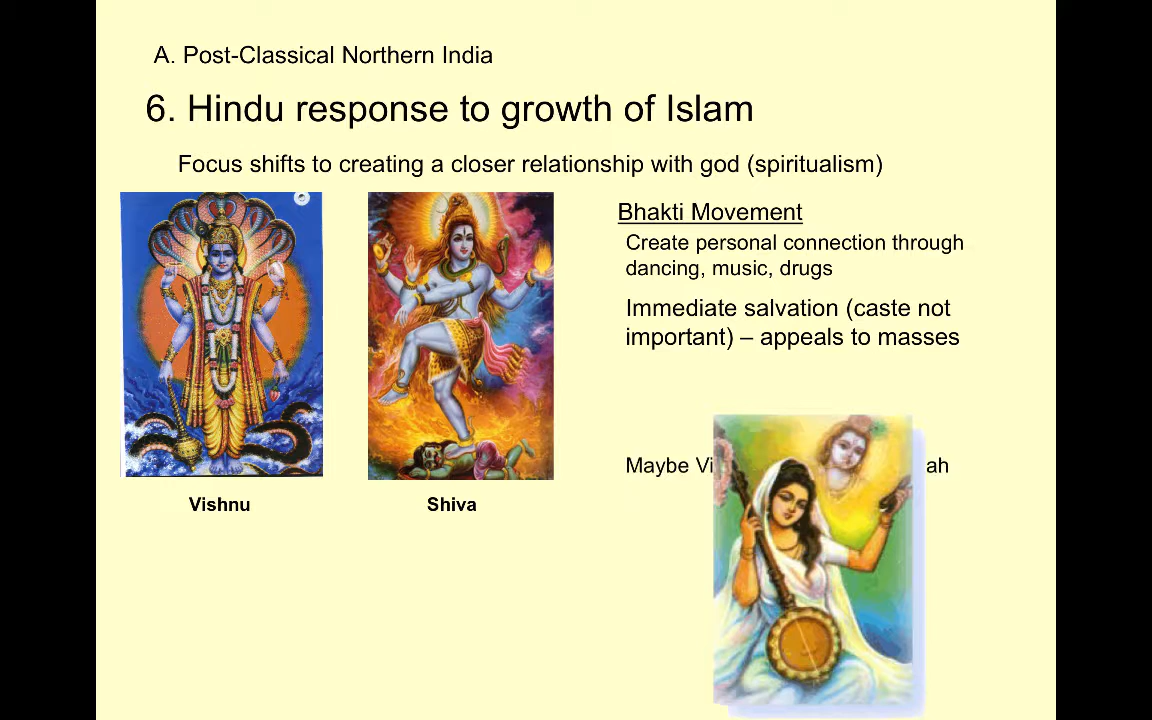 A. Post-Classical Northern India
6. Hindu response to growth of Islam
Focus shifts to creating a closer relationship with god (spiritualism)
Bhakti Movement
Create personal connection through
dancing, music, drugs
Immediate salvation (caste not
important) – appeals to masses
Maybe Vi ah
Vishnu
Shiva